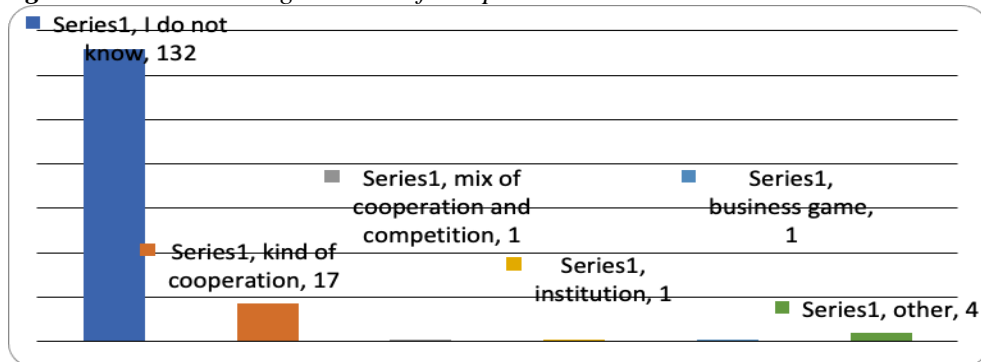 Series1, I do not
know, 132
Series1, mix of
cooperation and
competition, 1
Series1,
business game,
1
Series1, kind of
cooperation, 17
Series1,
institution, 1
Series1, other, 4